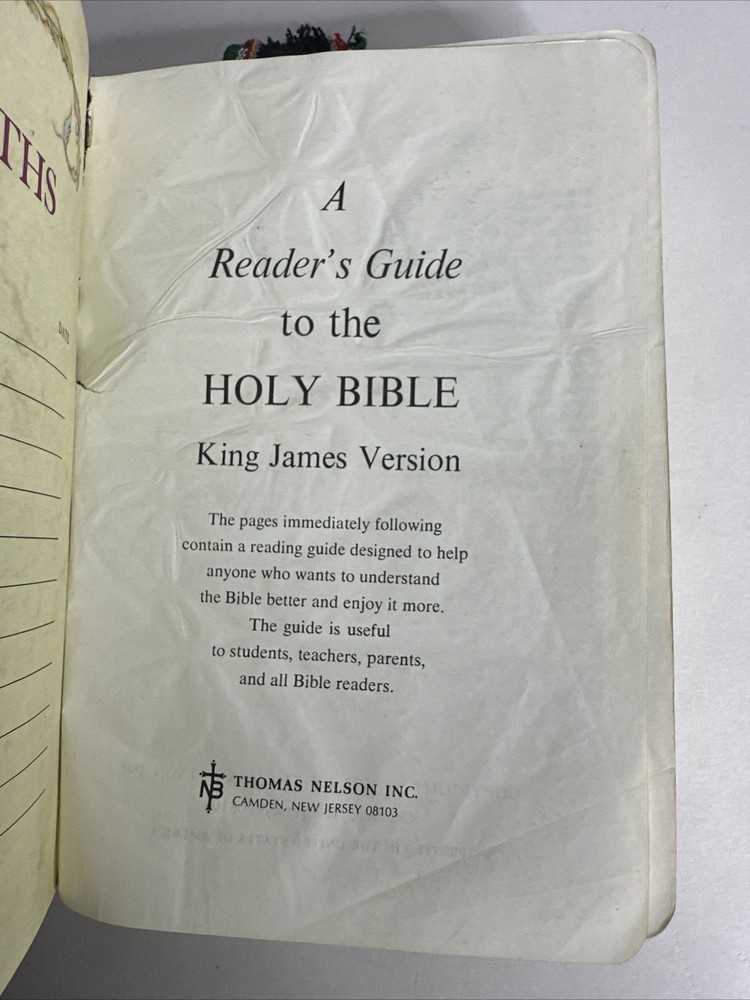 THS
DATE
A
Reader's Guide
to the
HOLY BIBLE
King James Version
The pages immediately following
contain a reading guide designed to help
anyone who wants to understand
the Bible better and enjoy it more.
The guide is useful
to students, teachers, parents,
and all Bible readers.
NB THOMAS NELSON INC.
CAMDEN, NEW JERSEY 08103